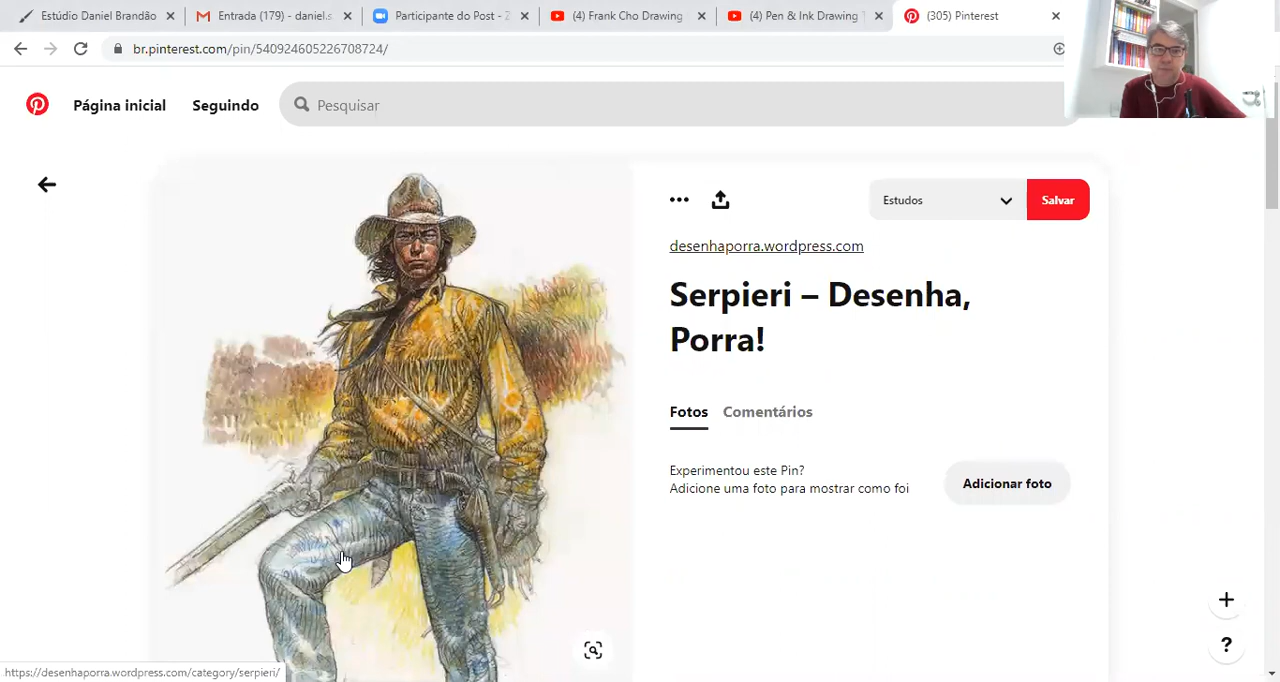 Estúdio Daniel Brandão
Entrada (179) - daniel.s
Participante do Post - Z
(4) Frank Cho Drawing
(4) Pen & Ink Drawing T
(305) Pinterest
br.pinterest.com/pin/540924605226708724/
Página inicial
Seguindo
Pesquisar
Estudos
Salvar
desenhaporra.wordpress.com
Serpieri – Desenha,
Porra!
Fotos
Comentários
Experimentou este Pin?
Adicione uma foto para mostrar como foi
Adicionar foto
https://desenhaporra.wordpress.com/category/serpieri/